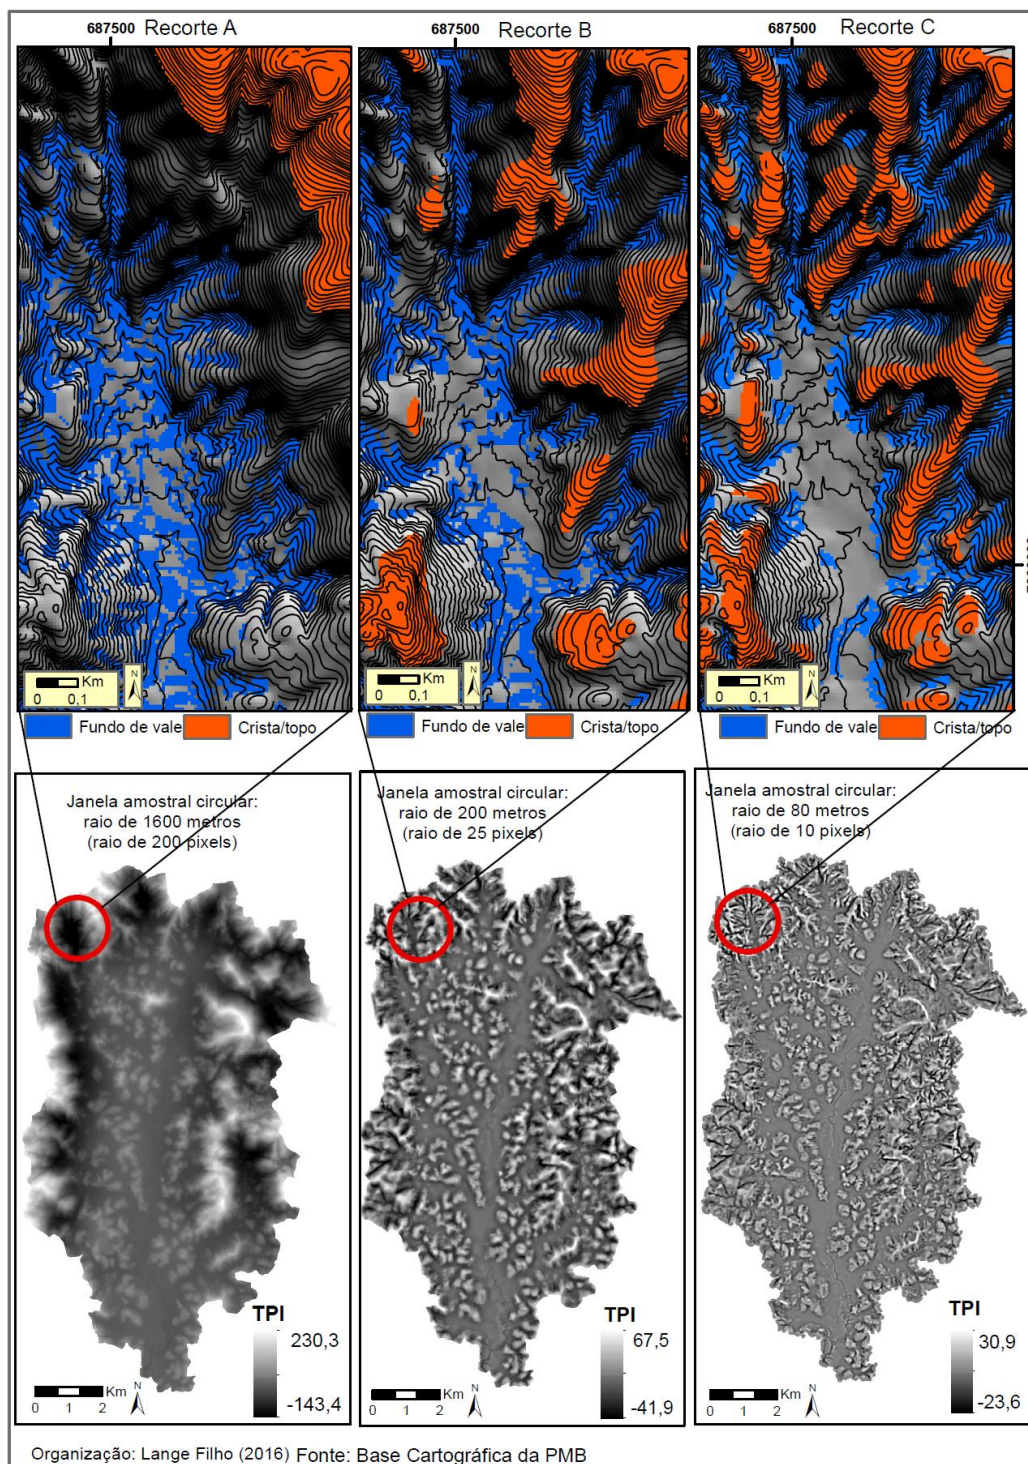 687500 Recorte A
687500 Recorte B
687500 Recorte C
Km
0 0.1
N
Km
0 0.1
N
Km
0 0.1
N
Fundo de vale Crista/topo
Fundo de vale Crista/topo
Fundo de vale Crista/topo
Janela amostral circular:
raio de 1600 metros
(raio de 200 pixels)
Janela amostral circular:
raio de 200 metros
(raio de 25 pixels)
Janela amostral circular:
raio de 80 metros
(raio de 10 pixels)
TPI
230,3
-143,4
Km
0 1 2
N
TPI
67,5
-41,9
Km
0 1 2
N
TPI
30,9
-23,6
Km
0 1 2
N
Organização: Lange Filho (2016) Fonte: Base Cartográfica da PMB